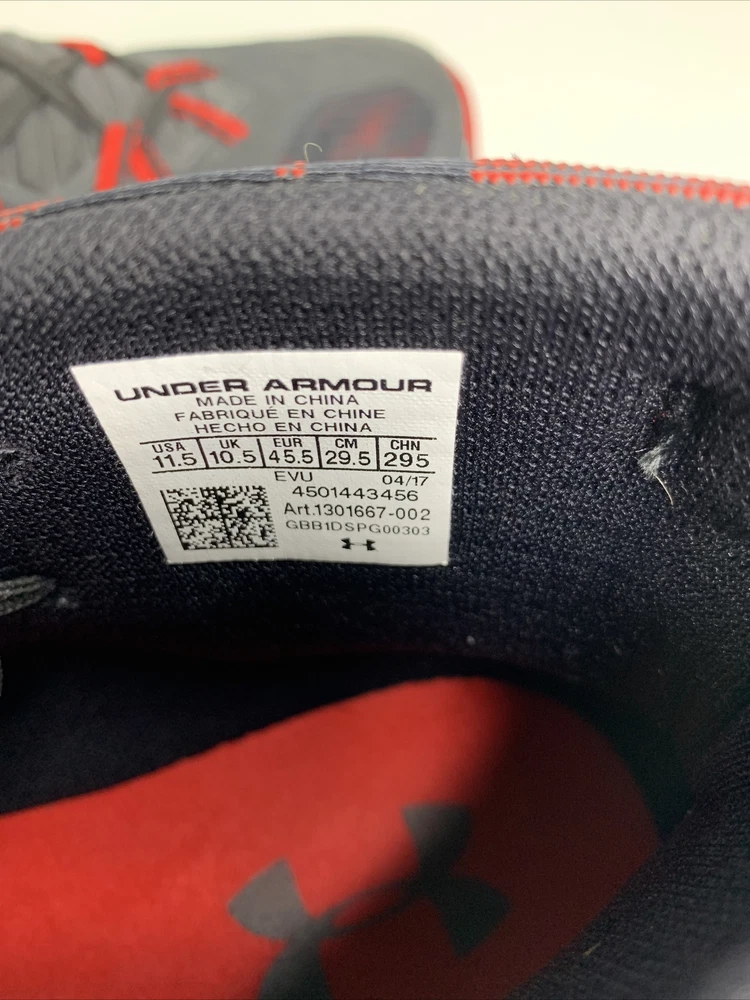 UNDER ARMOUR
MADE IN CHINA
FABRIQUÉ EN CHINE
HECHO EN CHINA
USA UK EUR CM CHN
11.5 10.5 45.5 29.5 295
EVU 04/17
4501443456
Art.1301667-002
GBB1DSPG00303